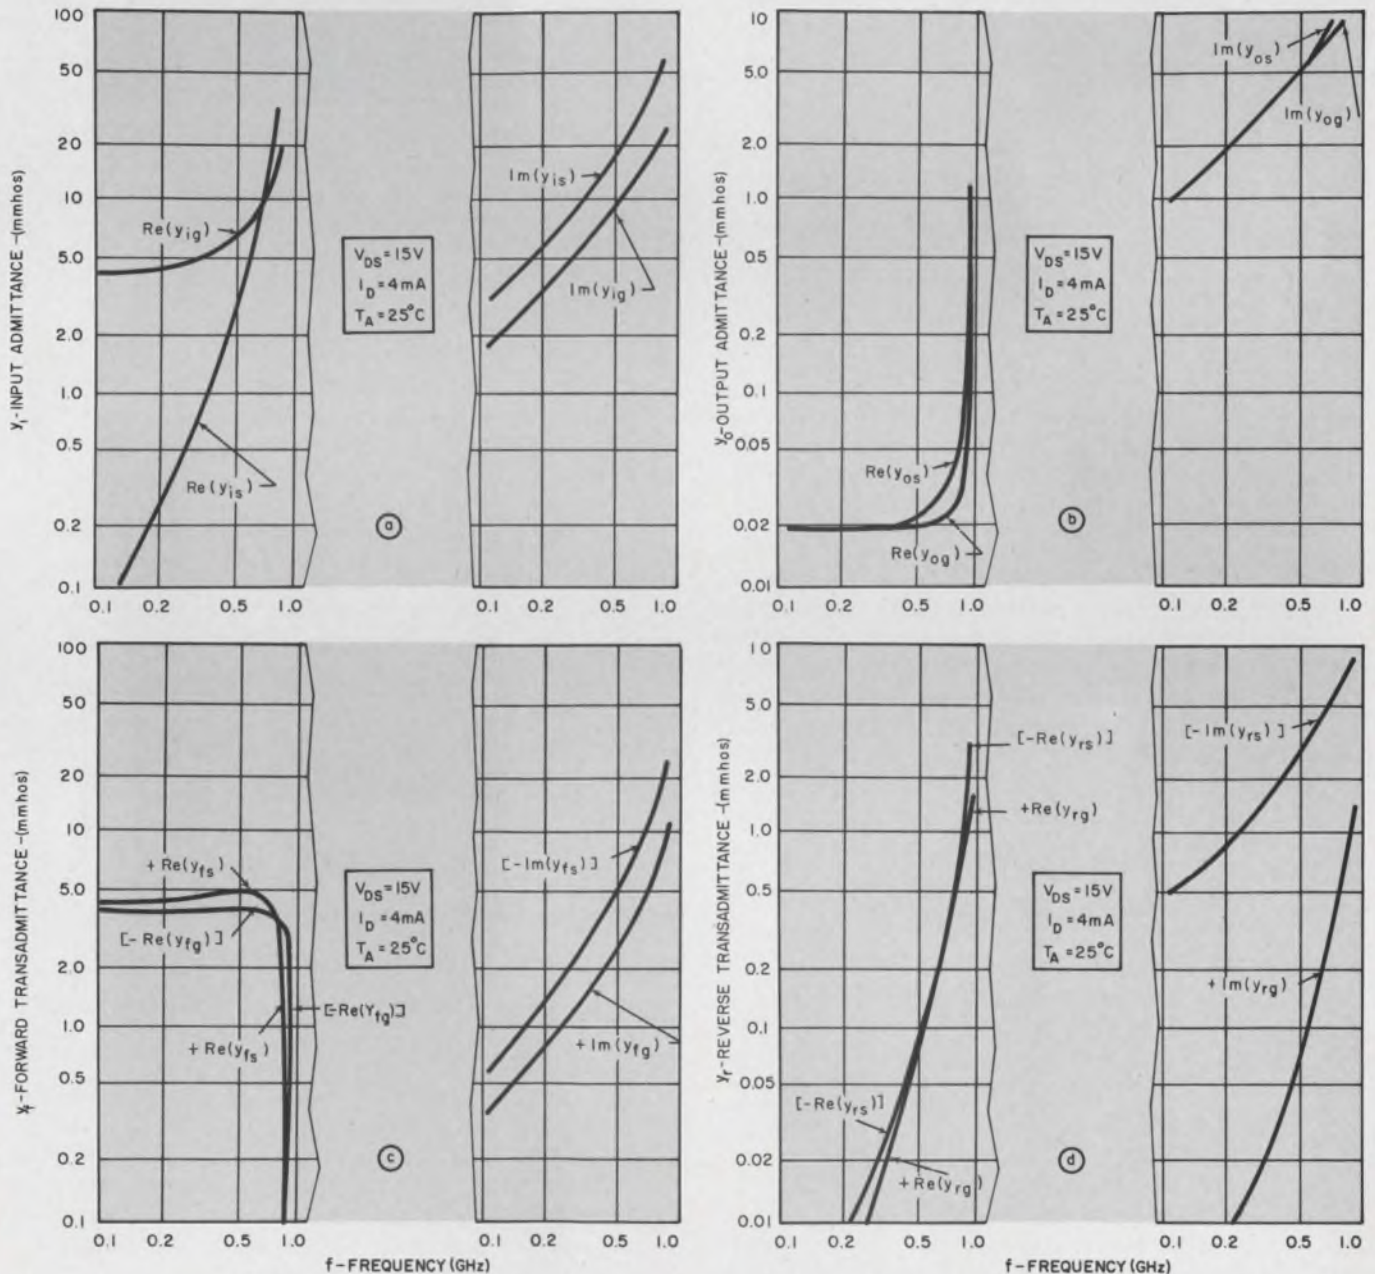 100
50
20
10
5.0
2.0
1.0
0.5
0.2
0.1
y_i - INPUT ADMITTANCE - (mmhos)
Re(y_ig)
Re(y_is)
V_DS = 15V
I_D = 4mA
T_A = 25°C
a
Im(y_is)
Im(y_ig)
0.1 0.2 0.5 1.0
0.1 0.2 0.5 1.0
10
5.0
2.0
1.0
0.5
0.2
0.1
0.05
0.02
0.01
y_o - OUTPUT ADMITTANCE - (mmhos)
Re(y_os)
Re(y_og)
V_DS = 15V
I_D = 4mA
T_A = 25°C
b
Im(y_os)
Im(y_og)
0.1 0.2 0.5 1.0
0.1 0.2 0.5 1.0
100
50
20
10
5.0
2.0
1.0
0.5
0.2
0.1
y_f - FORWARD TRANSADMITTANCE - (mmhos)
+Re(y_fs)
[-Re(y_fg)]
+Re(y_fs)
[-Re(Y_fg)]
V_DS = 15V
I_D = 4mA
T_A = 25°C
c
[-Im(y_fs)]
+Im(y_fg)
0.1 0.2 0.5 1.0
0.1 0.2 0.5 1.0
f - FREQUENCY (GHz)
1 0
5.0
2.0
1.0
0.5
0.2
0.1
0.05
0.02
0.01
y_r - REVERSE TRANSADMITTANCE - (mmhos)
[-Re(y_rs)]
+Re(y_rg)
[-Re(y_rs)]
+Re(y_rg)
V_DS = 15V
I_D = 4mA
T_A = 25°C
d
[-Im(y_rs)]
+Im(y_rg)
0.1 0.2 0.5 1.0
0.1 0.2 0.5 1.0
f - FREQUENCY (GHz)